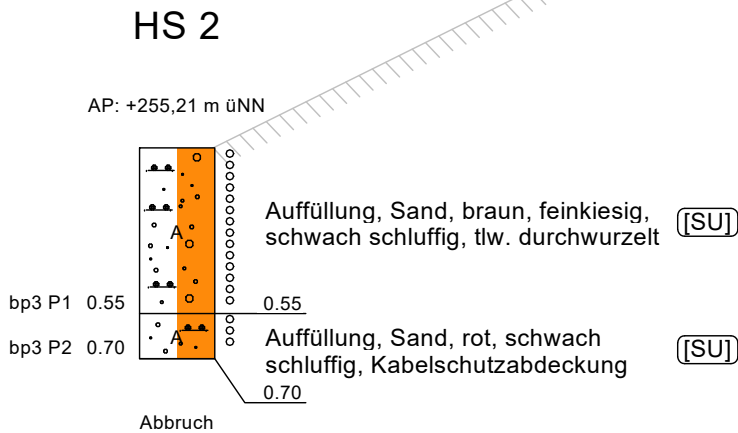 HS 2
AP: +255,21 m üNN
A
Auffüllung, Sand, braun, feinkiesig,
schwach schluffig, tlw. durchwurzelt
[SU]
bp3 P1 0.55
0.55
bp3 P2 0.70
A
Auffüllung, Sand, rot, schwach
schluffig, Kabelschutzabdeckung
[SU]
0.70
Abbruch